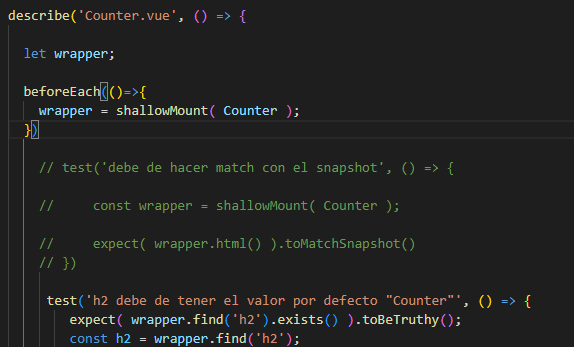 describe('Counter.vue', () => {
let wrapper;
beforeEach(()=>{
wrapper = shallowMount( Counter );
})
// test('debe de hacer match con el snapshot', () => {
//     const wrapper = shallowMount( Counter );
//     expect( wrapper.html() ).toMatchSnapshot()
// })
test('h2 debe de tener el valor por defecto "Counter"', () => {
expect( wrapper.find('h2').exists() ).toBeTruthy();
const h2 = wrapper.find('h2');